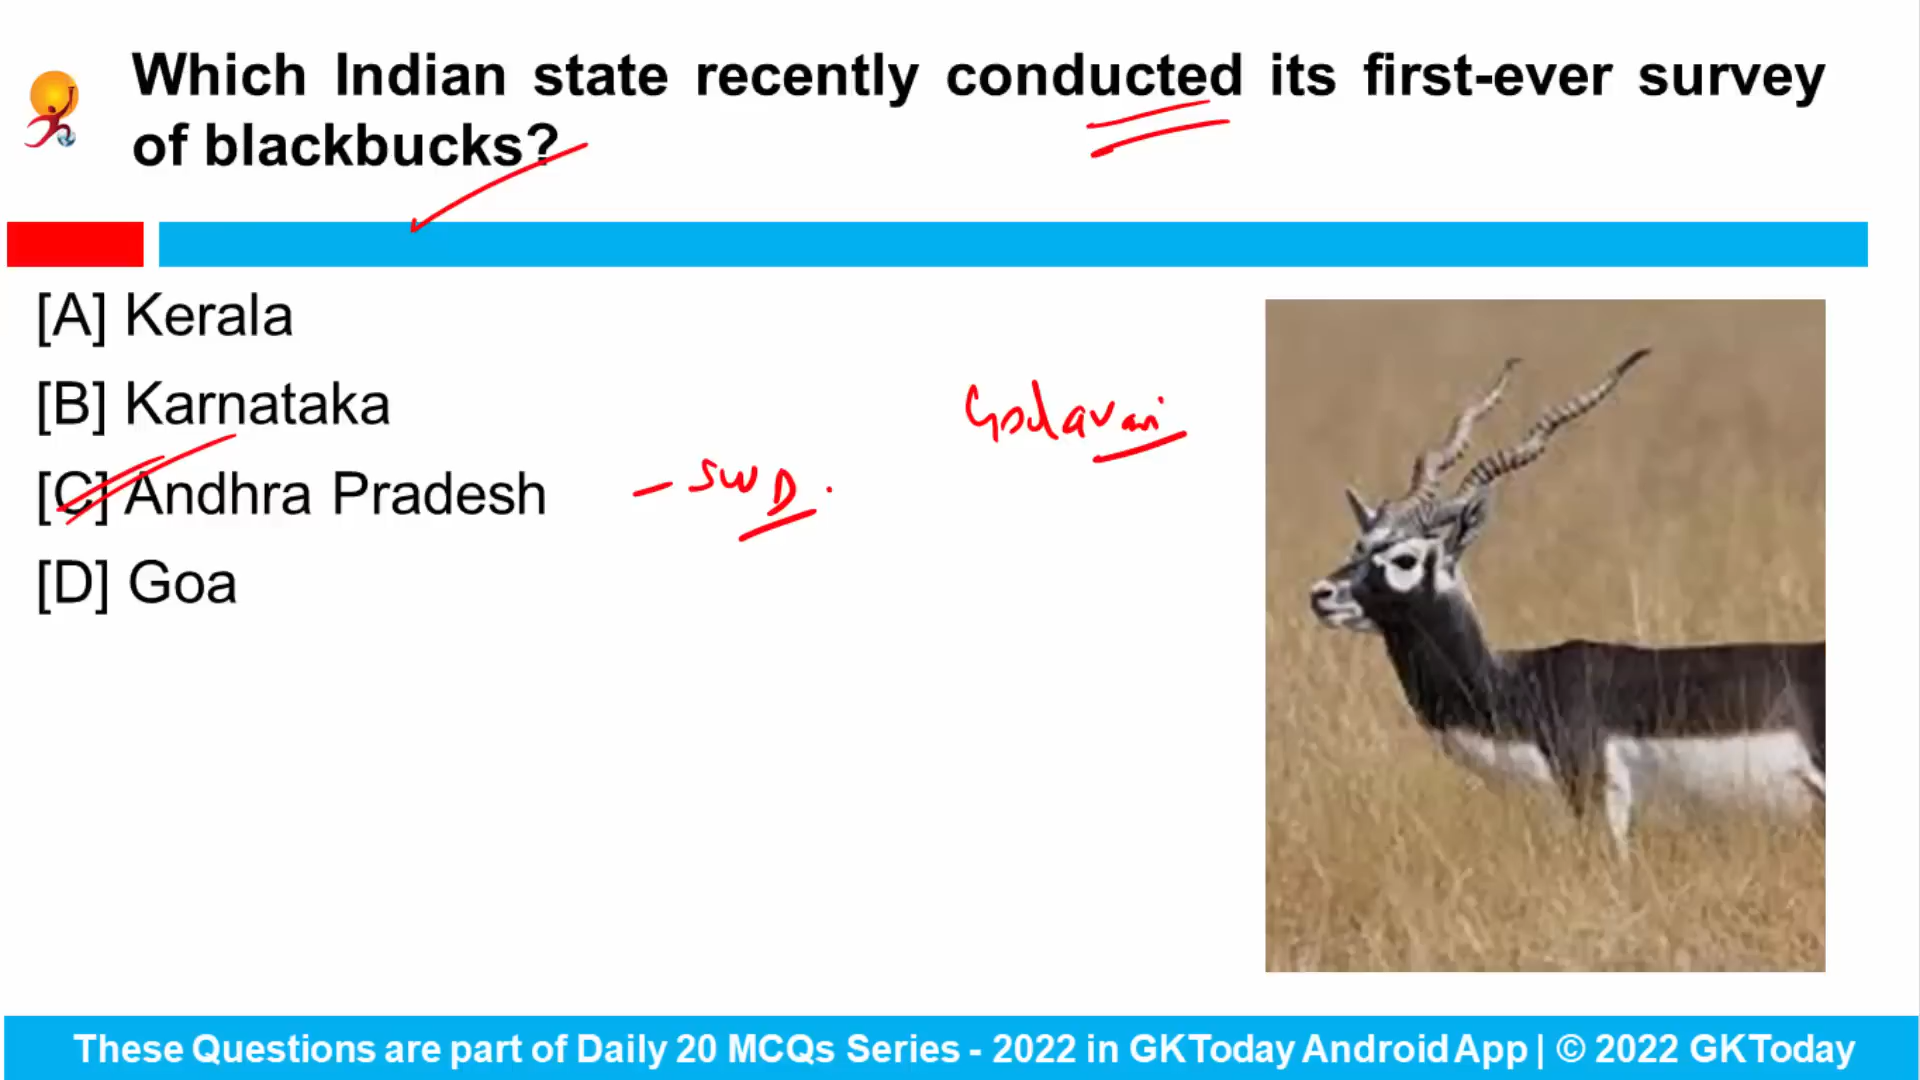 Which Indian state recently conducted its first-ever survey
of blackbucks?
[A] Kerala
[B] Karnataka
Godavari
[C] Andhra Pradesh
- SWD.
[D] Goa
These Questions are part of Daily 20 MCQs Series - 2022 in GKToday Android App | © 2022 GKToday